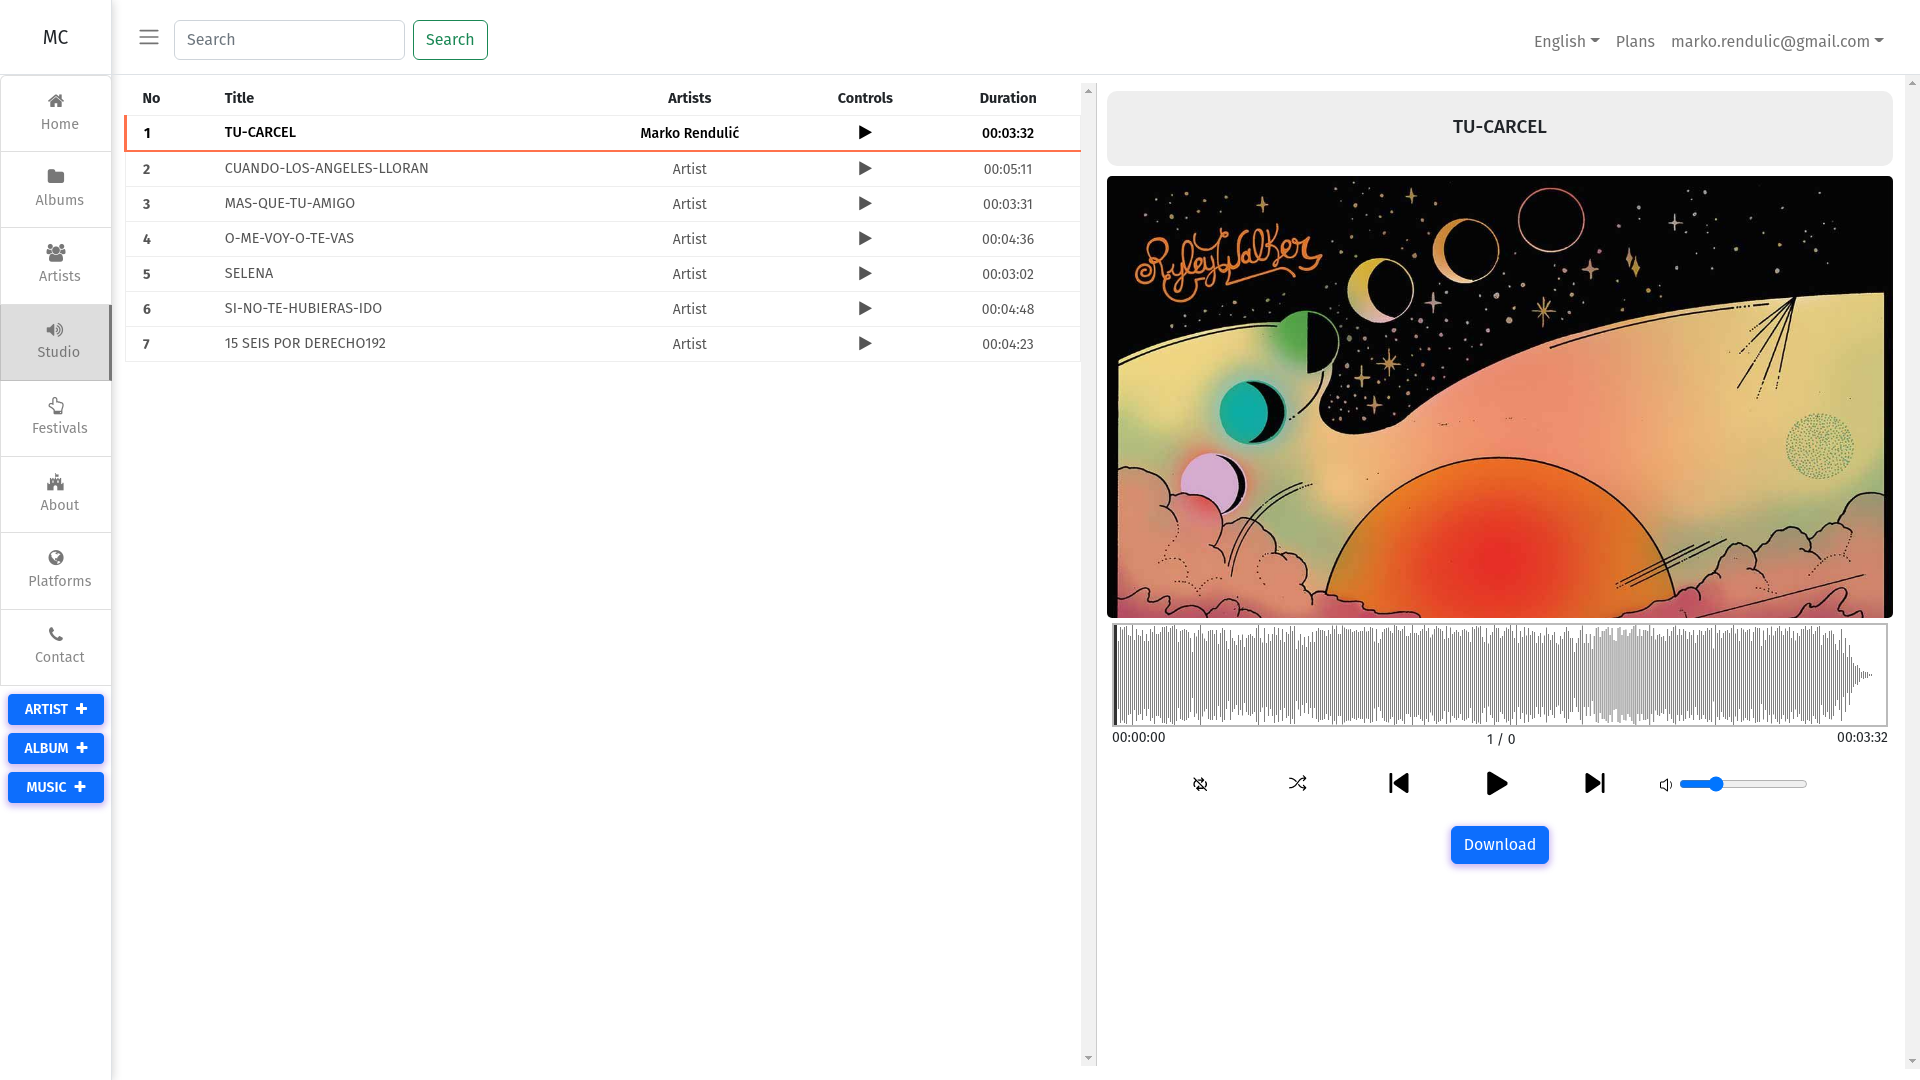 MC
Search
Search
English
Plans
marko.rendulic@gmail.com
Home
Albums
Artists
Studio
Festivals
About
Platforms
Contact
ARTIST
ALBUM
MUSIC
No Title Artists Controls Duration
1 TU-CARCEL Marko Rendulić 00:03:32
2 CUANDO-LOS-ANGELES-LLORAN Artist 00:05:11
3 MAS-QUE-TU-AMIGO Artist 00:03:31
4 O-ME-VOY-O-TE-VAS Artist 00:04:36
5 SELENA Artist 00:03:02
6 SI-NO-TE-HUBIERAS-IDO Artist 00:04:48
7 15 SEIS POR DERECHO192 Artist 00:04:23
TU-CARCEL
Ryley Walker
00:00:00 1 / 0 00:03:32
Download